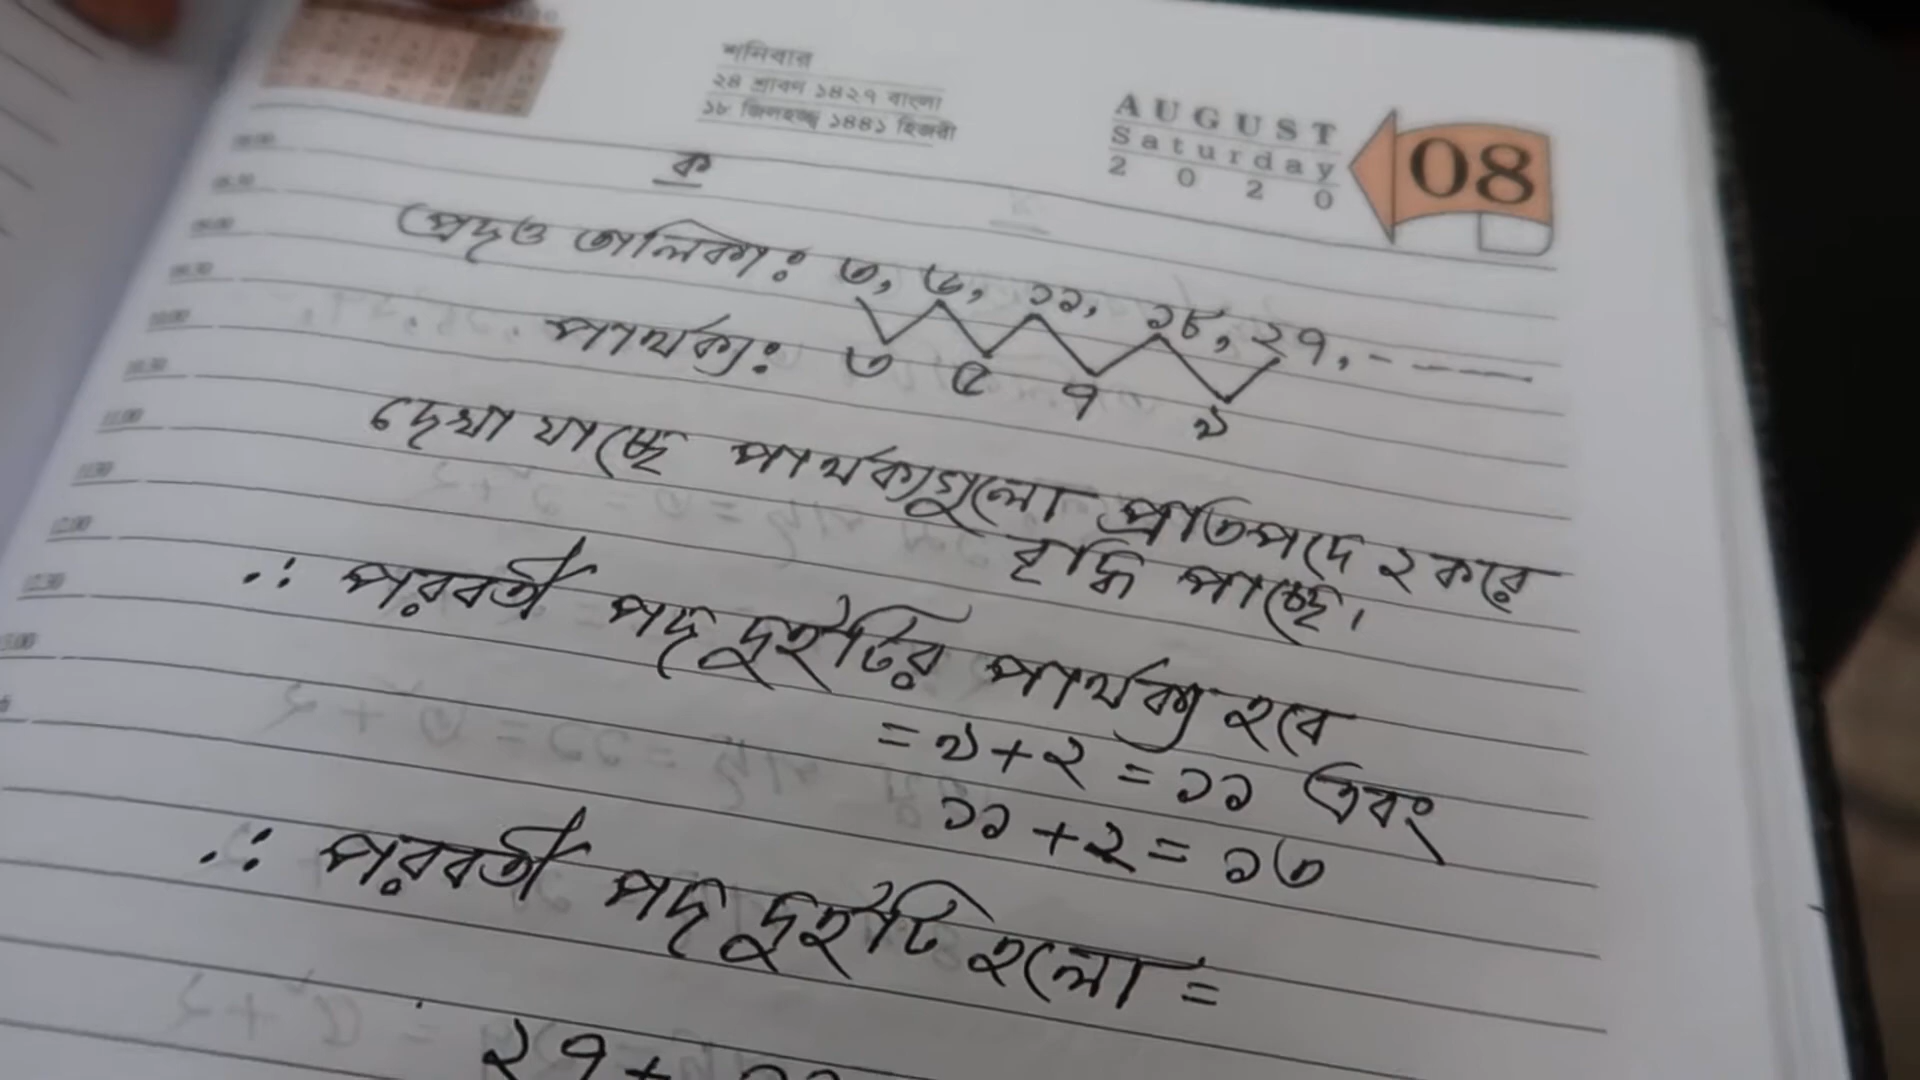 শনিবার
২৪ শ্রাবণ ১৪২৭ বাংলা
১৮ জিলহজ্জ ১৪৪১ হিজরী
AUGUST
Saturday
2020
08
ক
প্রদত্ত তালিকা: ৩, ৬, ১১, ১৮, ২৭, -----
পার্থক্য: ৩ ৫ ৭ ৯
দেখা যাচ্ছে পার্থক্যগুলো প্রতিপদে ২ করে
বৃদ্ধি পাচ্ছে।
∴ পরবর্তী পদ দুইটির পার্থক্য হবে
= ৯+২ = ১১ এবং
১১ + ২ = ১৩
∴ পরবর্তী পদ দুইটি হলো =
২৭+